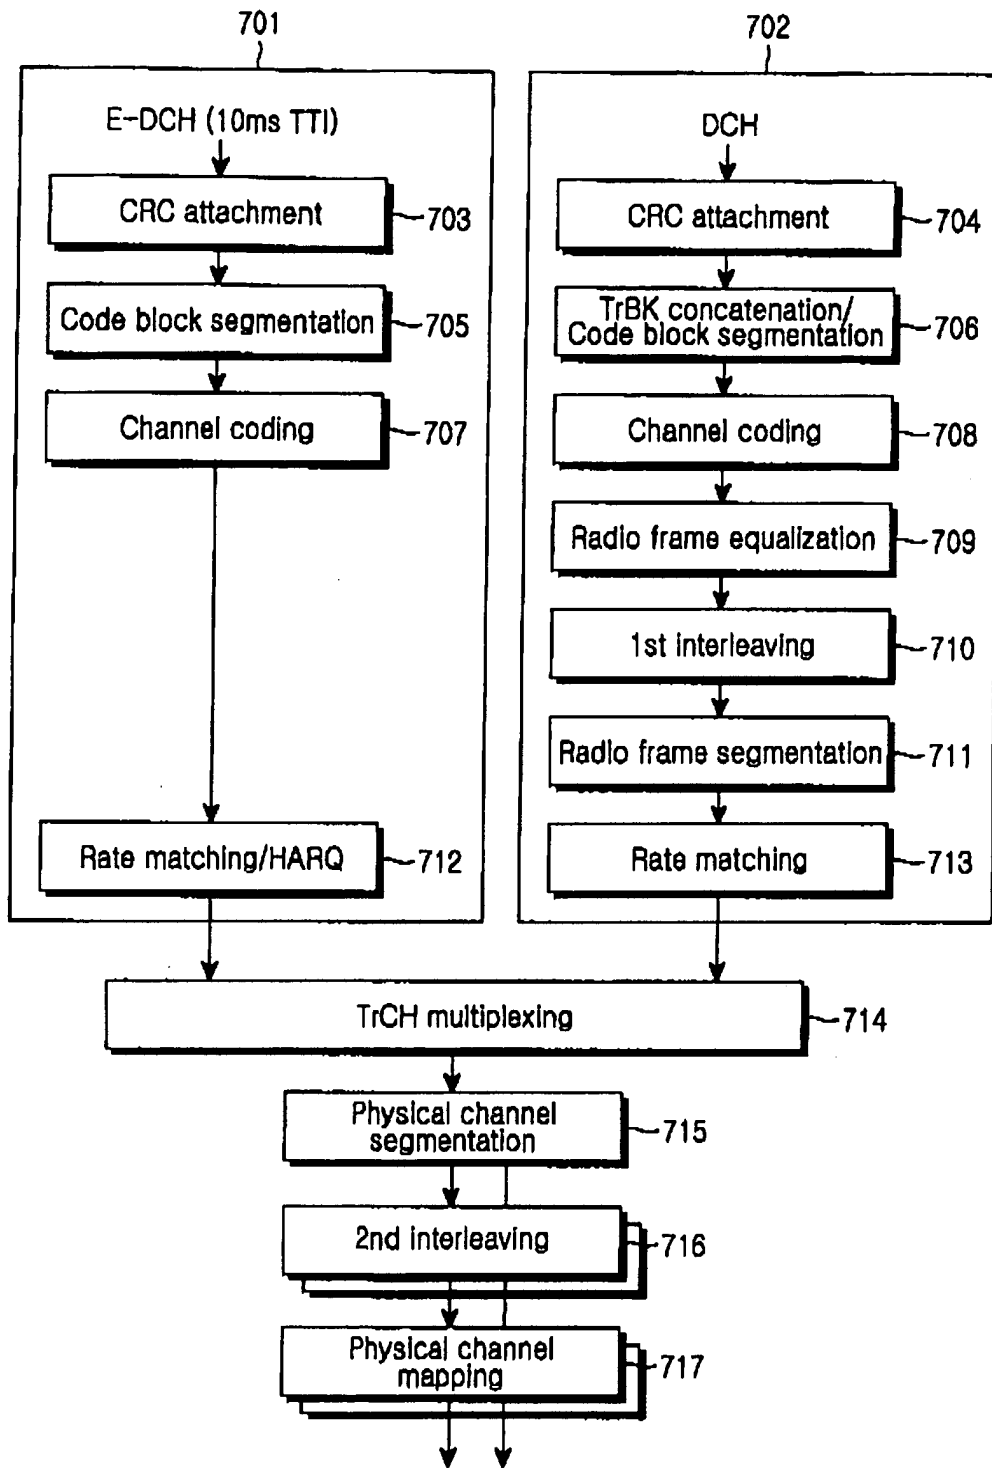 701
702
E-DCH (10ms TTI)
CRC attachment
703
Code block segmentation
705
Channel coding
707
Rate matching/HARQ
712
DCH
CRC attachment
704
TrBK concatenation/
Code block segmentation
706
Channel coding
708
Radio frame equalization
709
1st interleaving
710
Radio frame segmentation
711
Rate matching
713
TrCH multiplexing
714
Physical channel
segmentation
715
2nd interleaving
716
Physical channel
mapping
717